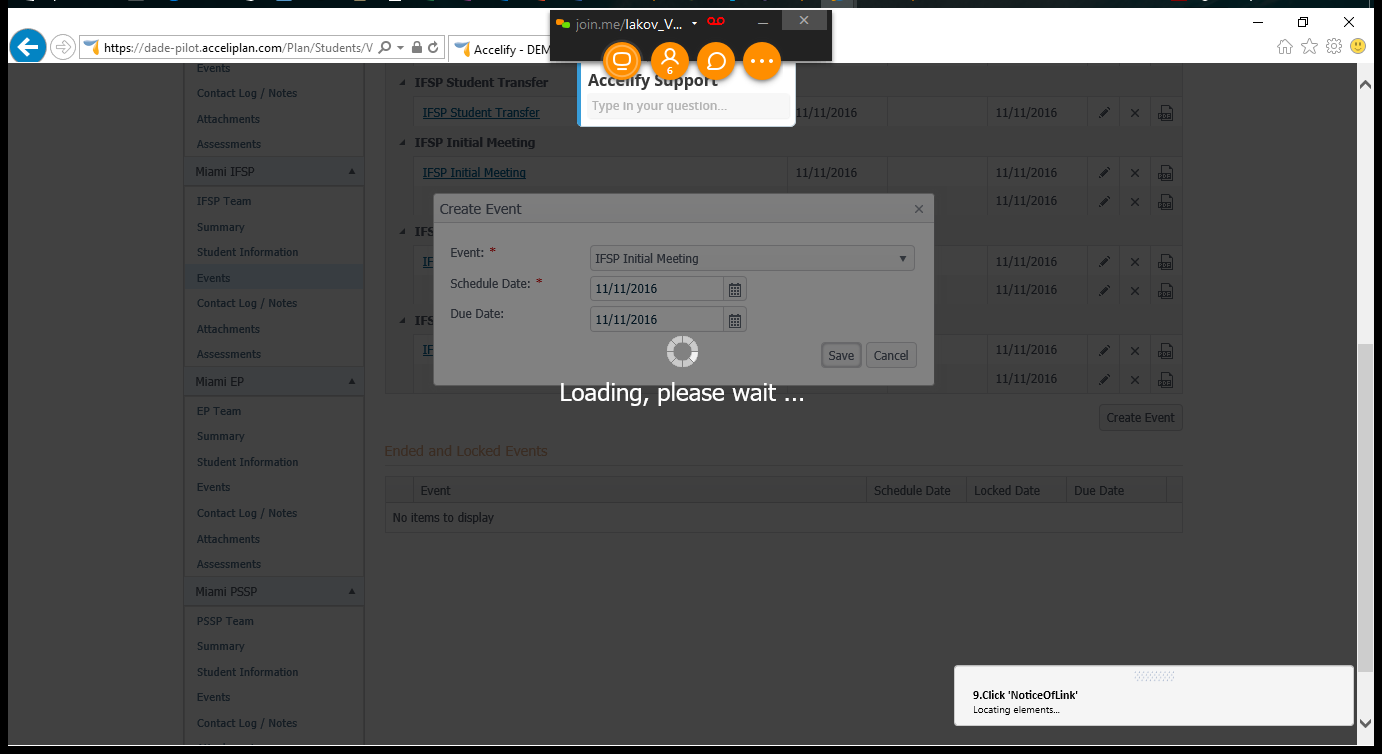 join.me/Iakov_V...
https://dade-pilot.acceliplan.com/Plan/Students/V
Accelify - DEM
6
Accelify Support
Type in your question...
Events
Contact Log / Notes
Attachments
Assessments
Miami IFSP
IFSP Team
Summary
Student Information
Events
Contact Log / Notes
Attachments
Assessments
Miami EP
EP Team
Summary
Student Information
Events
Contact Log / Notes
Attachments
Assessments
Miami PSSP
PSSP Team
Summary
Student Information
Events
Contact Log / Notes
IFSP Student Transfer
IFSP Student Transfer 11/11/2016 11/11/2016
IFSP Initial Meeting
IFSP Initial Meeting 11/11/2016 11/11/2016
11/11/2016
IFS
IF 11/11/2016
11/11/2016
IFS
IF 11/11/2016
11/11/2016
Create Event
Event: * IFSP Initial Meeting
Schedule Date: * 11/11/2016
Due Date: 11/11/2016
Save Cancel
Loading, please wait ...
Create Event
Ended and Locked Events
Event Schedule Date Locked Date Due Date
No items to display
9.Click 'NoticeOfLink'
Locating elements...